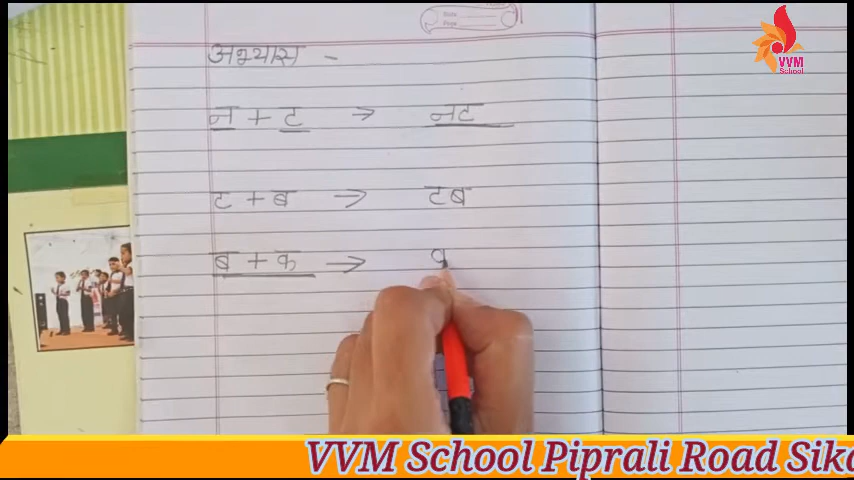 VVM
School
अभ्यास -
न + ट → नट
ट + ब → टब
ब + क →
VVM School Piprali Road Sika